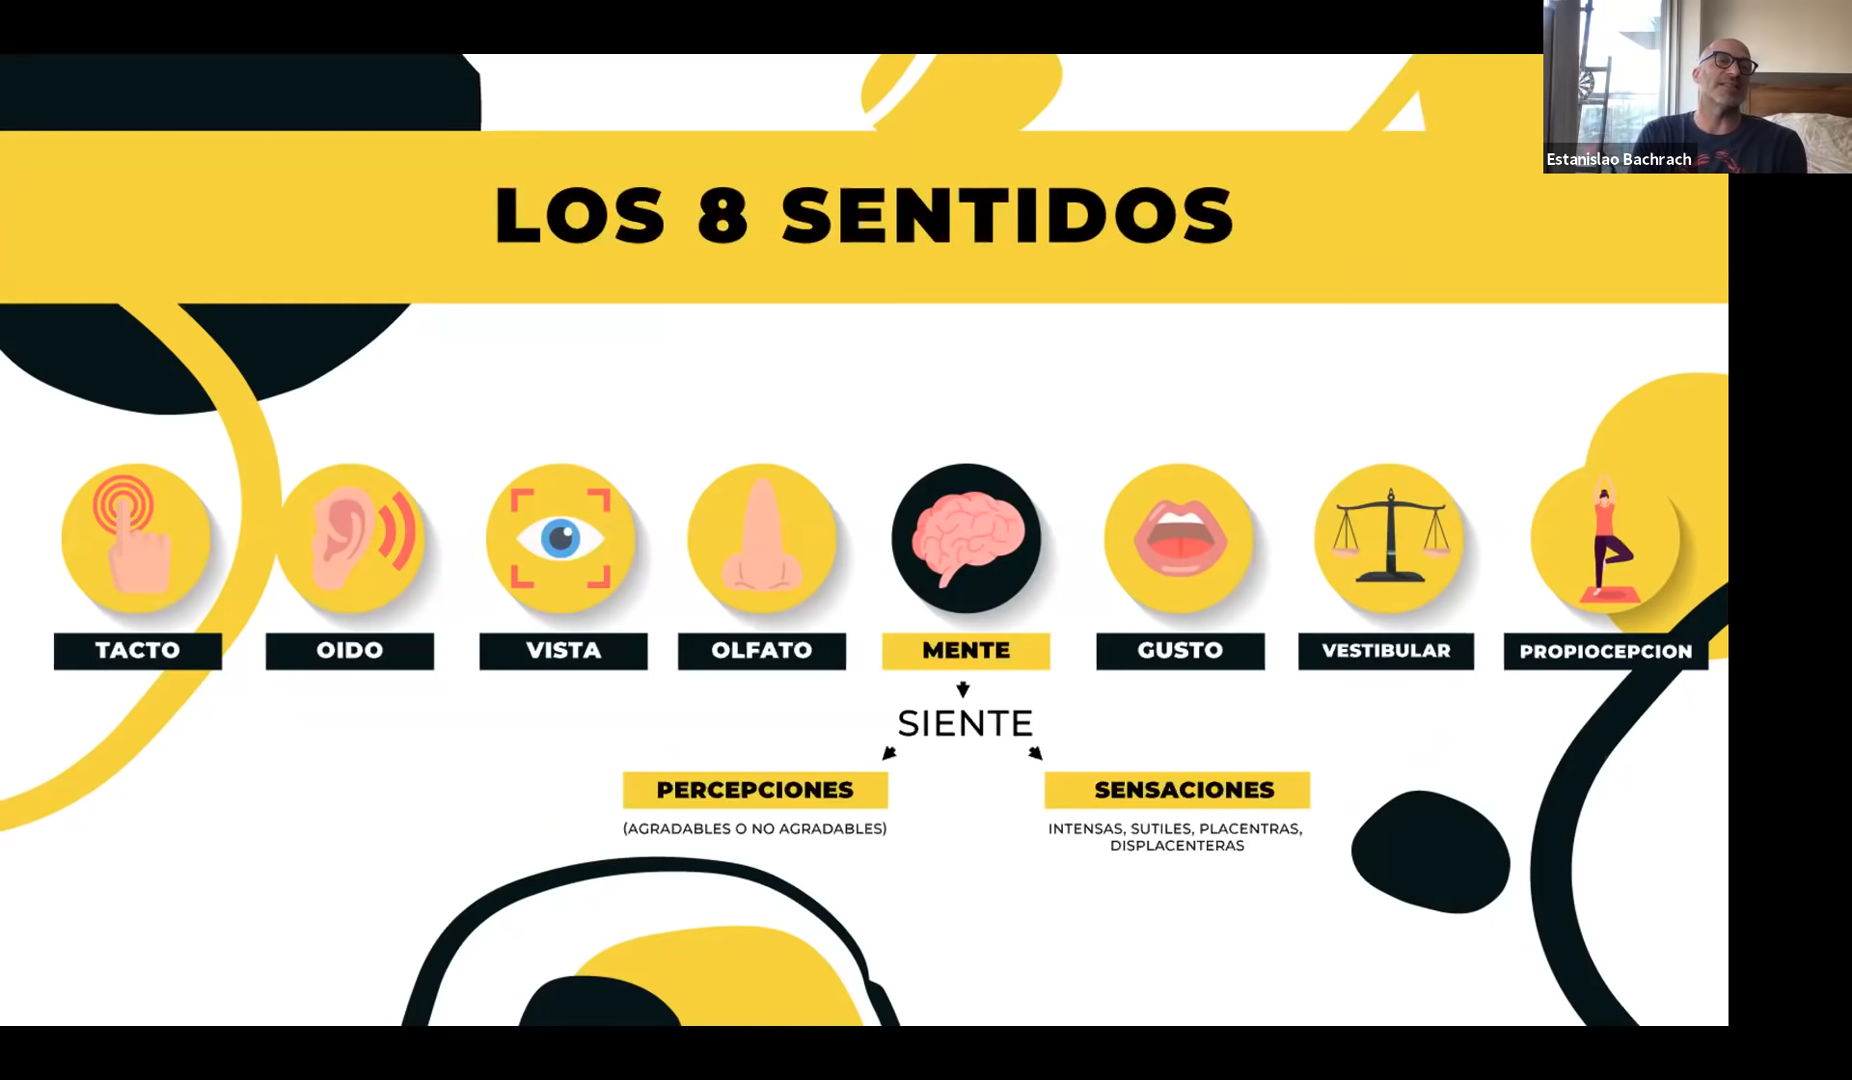 Estanislao Bachrach
LOS 8 SENTIDOS
TACTO
OIDO
VISTA
OLFATO
MENTE
GUSTO
VESTIBULAR
PROPIOCEPCION
SIENTE
PERCEPCIONES
(AGRADABLES O NO AGRADABLES)
SENSACIONES
INTENSAS, SUTILES, PLACENTRAS,
DISPLACENTERAS